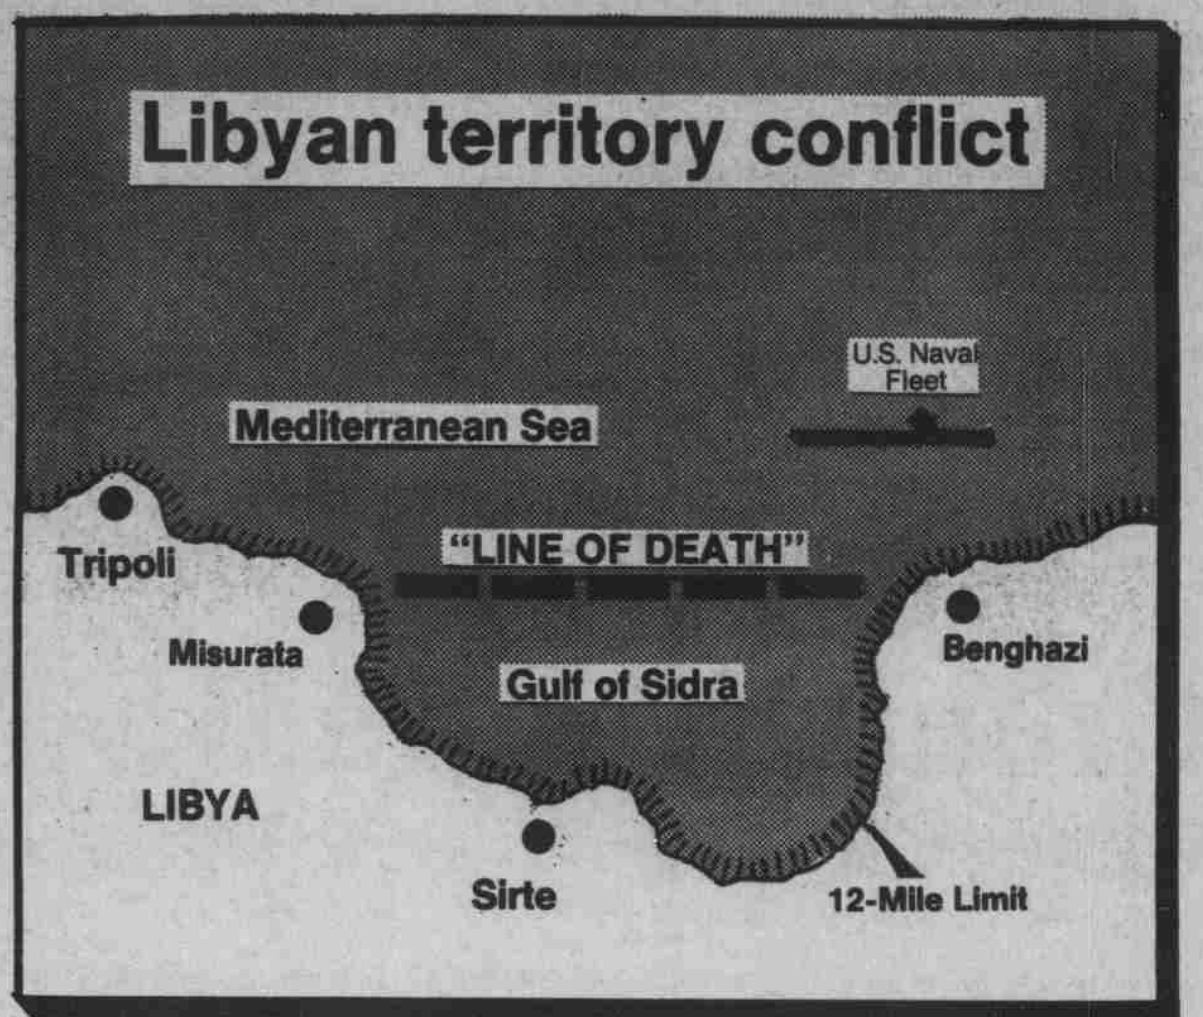 Libyan territory conflict
U.S. Naval
Fleet
Mediterranean Sea
"LINE OF DEATH"
Tripoli
Misurata
Benghazi
Gulf of Sidra
LIBYA
Sirte
12-Mile Limit